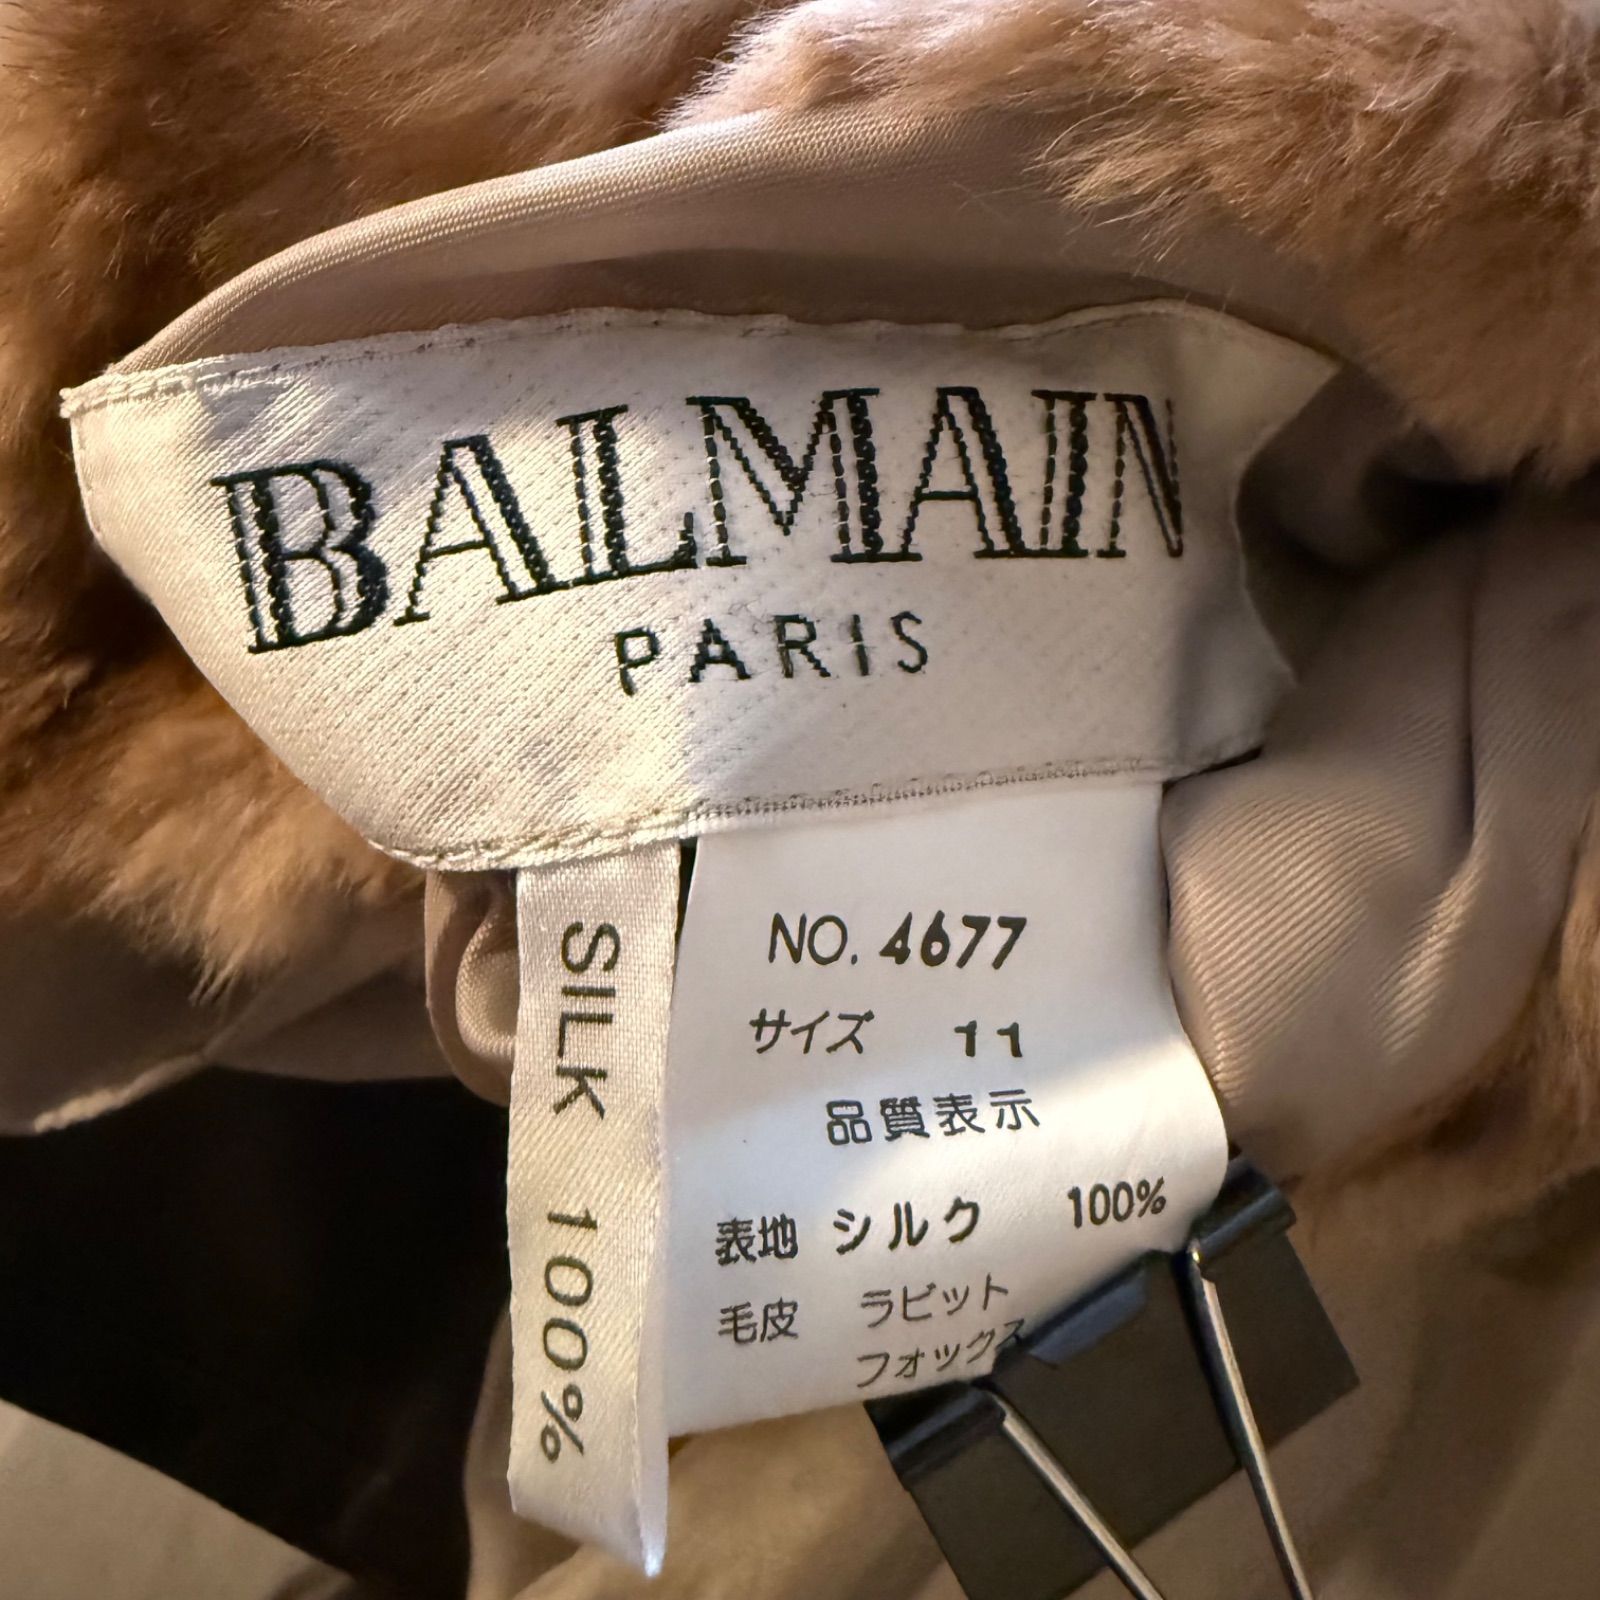 BALMAIN
PARIS
SILK 100%
NO. 4677
サイズ 11
品質表示
表地 シルク 100%
毛皮 ラビット
フォックス